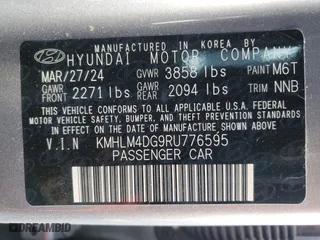 MANUFACTURED IN KOREA BY
HYUNDAI MOTOR COMPANY
MAR/27/24 GVWR 3858 lbs PAINT M6T
GAWR FRONT 2271 lbs GAWR REAR 2094 lbs TRIM NNB
THIS VEHICLE CONFORMS TO ALL APPLICABLE
FEDERAL MOTOR VEHICLE SAFETY, BUMPER,
AND THEFT PREVENTION STANDARDS IN EFFECT
ON THE DATE OF MANUFACTURE SHOWN ABOVE.
V.I.N KMHLM4DG9RU776595
PASSENGER CAR
DREAMBID